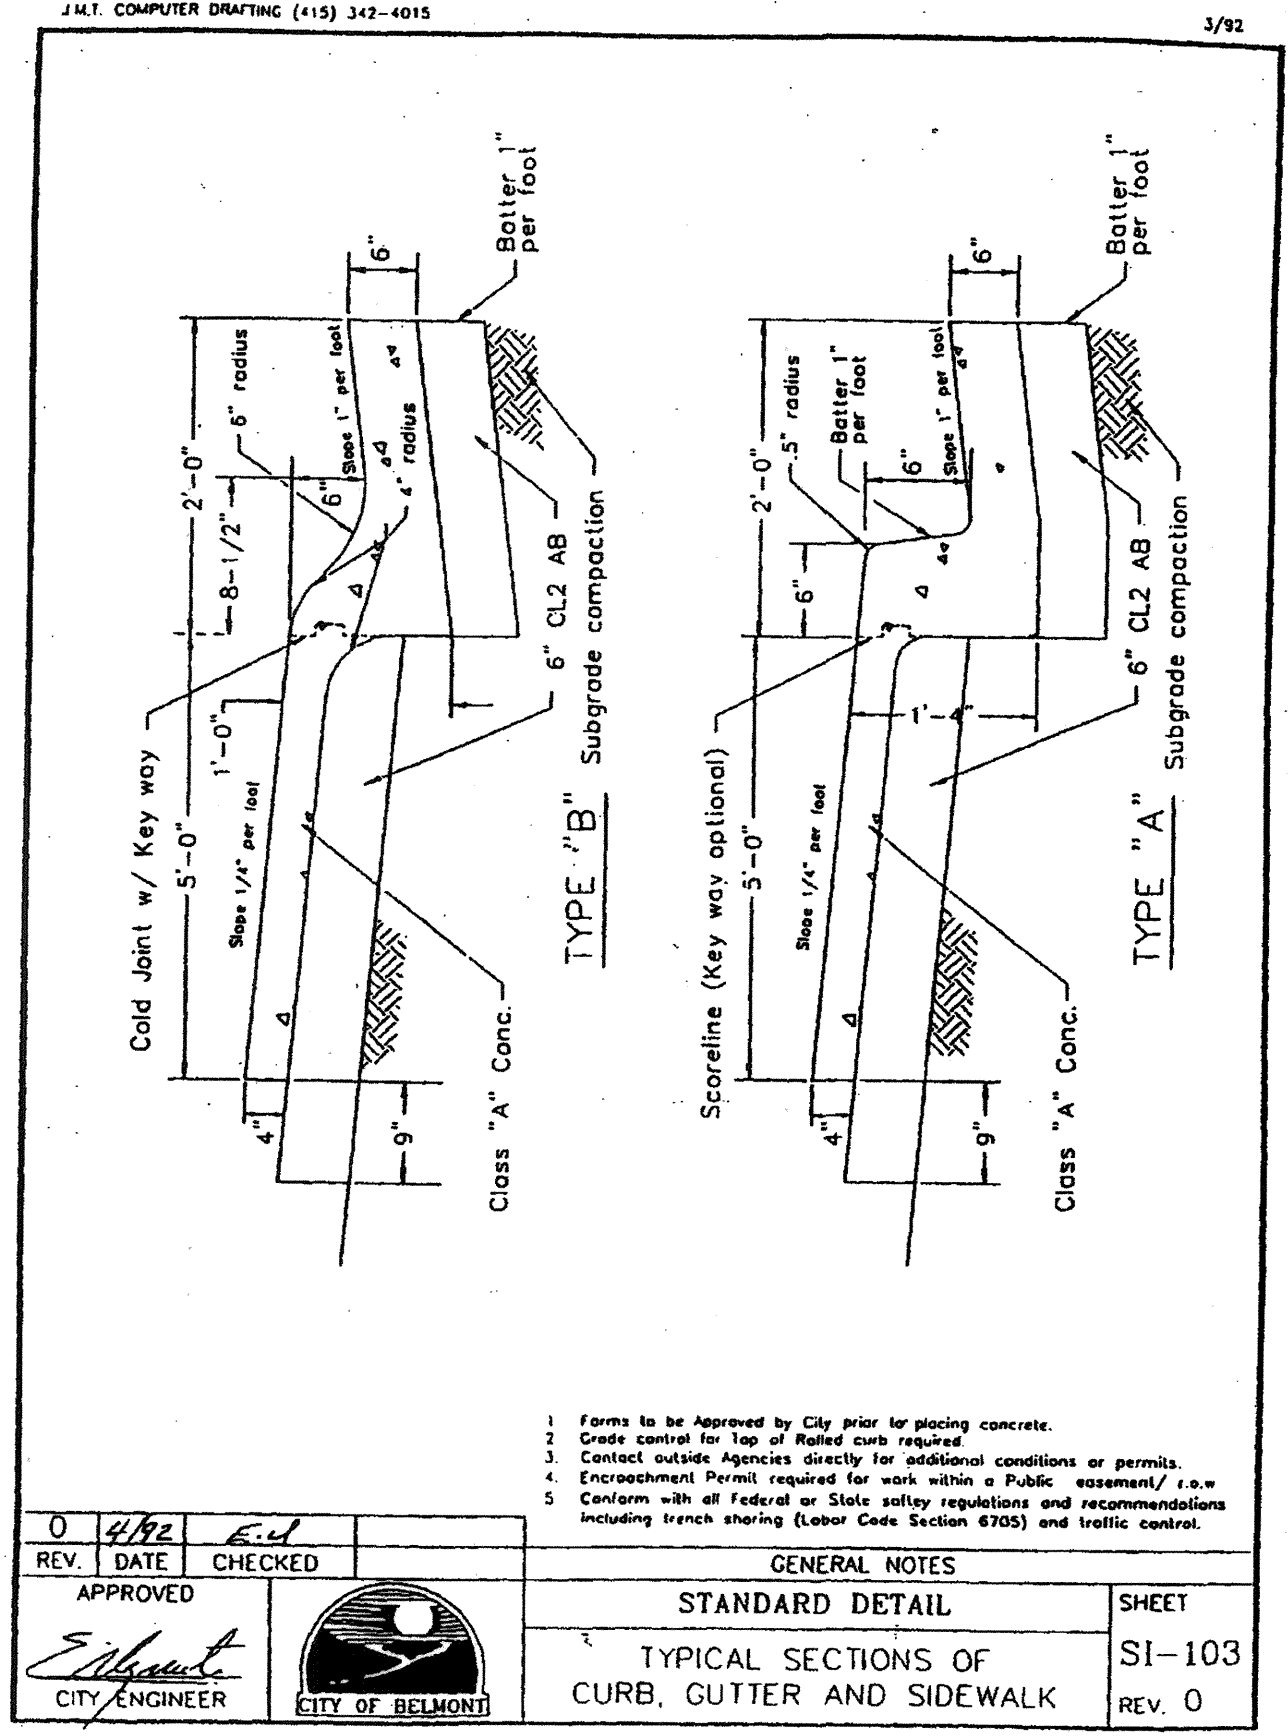 J.M.T. COMPUTER DRAFTING (415) 342-4015
3/92
Batter 1"
per foot
6"
6" radius
Slope 1" per foot
2'-0"
8-1/2"
6"
4" radius
6" CL2 AB
Subgrade compaction
Cold Joint w/ Key way
1'-0"
5'-0"
Slope 1/4" per foot
TYPE "B"
Class "A" Conc.
4"
9"
Batter 1"
per foot
6"
.5" radius
Batter 1"
per foot
Slope 1" per foot
2'-0"
6"
6"
6" CL2 AB
Subgrade compaction
Scoreline (Key way optional)
1'-4"
5'-0"
Slope 1/4" per foot
TYPE "A"
Class "A" Conc.
4"
9"
1 Forms to be Approved by City prior to placing concrete.
2 Grade control for Top of Rolled curb required.
3. Contact outside Agencies directly for additional conditions or permits.
4. Encroachment Permit required for work within a Public easement/ r.o.w
5 Conform with all Federal or State saftey regulations and recommendations
including trench shoring (Labor Code Section 6705) and traffic control.
0 4/92
REV. DATE CHECKED
GENERAL NOTES
APPROVED
CITY ENGINEER
CITY OF BELMONT
STANDARD DETAIL
TYPICAL SECTIONS OF
CURB, GUTTER AND SIDEWALK
SHEET
SI-103
REV. 0